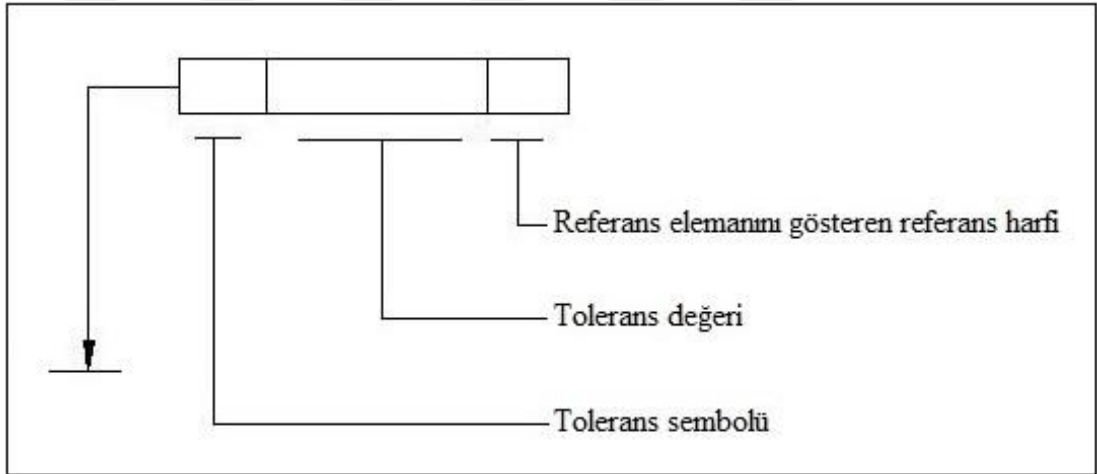 Referans elemanını gösteren referans harfi
Tolerans değeri
Tolerans sembolü